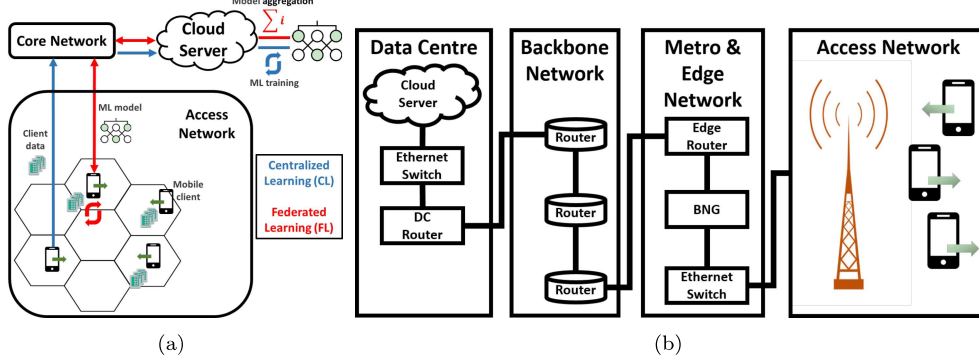 Model aggregation
∑ i
Core Network
Cloud
Server
ML training
ML model
Access
Network
Client
data
Mobile
client
Centralized
Learning (CL)
Federated
Learning (FL)
(a)
Data Centre
Cloud
Server
Ethernet
Switch
DC
Router
Backbone
Network
Router
Router
Router
Metro &
Edge
Network
Edge
Router
BNG
Ethernet
Switch
Access Network
(b)